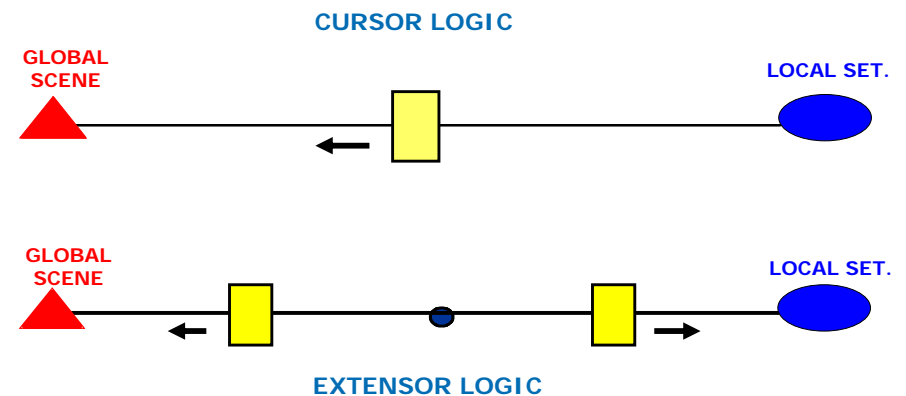 CURSOR LOGIC
GLOBAL
SCENE
LOCAL SET.
GLOBAL
SCENE
LOCAL SET.
EXTENSOR LOGIC